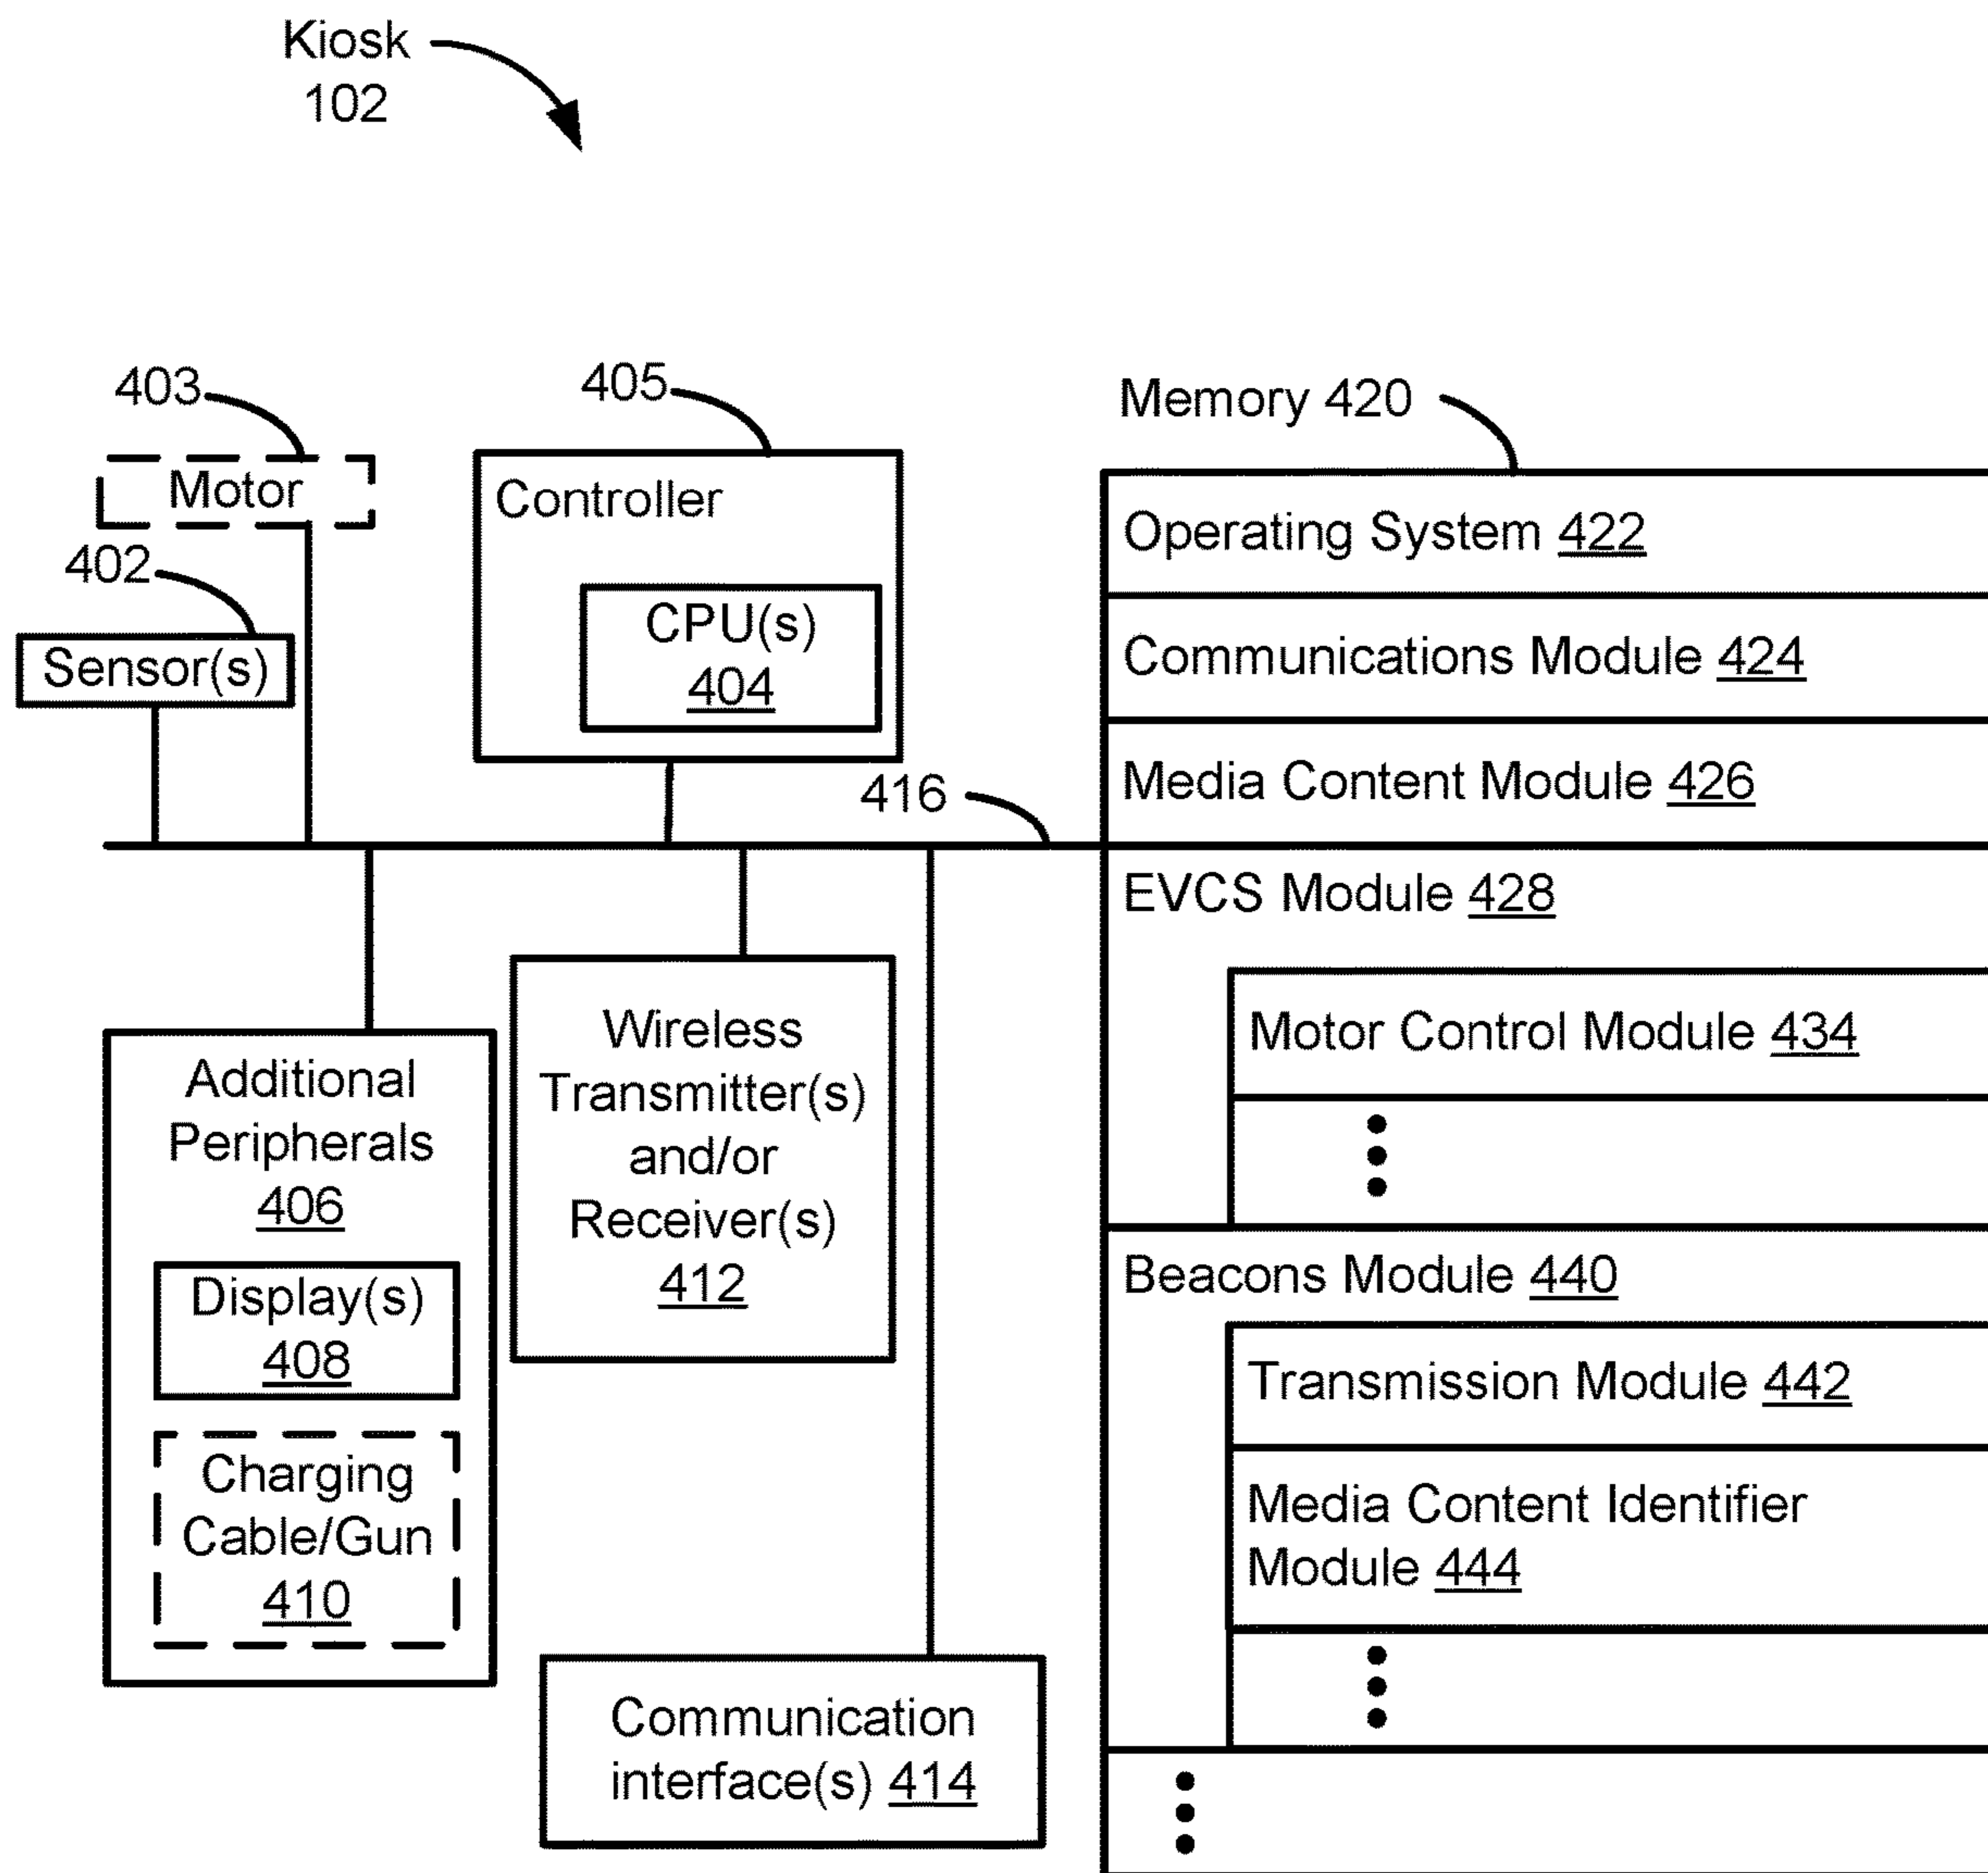 Kiosk
102
403
Motor
402
Sensor(s)
405
Controller
CPU(s)
404
416
Additional
Peripherals
406
Display(s)
408
Charging
Cable/Gun
410
Wireless
Transmitter(s)
and/or
Receiver(s)
412
Communication
interface(s) 414
Memory 420
Operating System 422
Communications Module 424
Media Content Module 426
EVCS Module 428
Motor Control Module 434
Beacons Module 440
Transmission Module 442
Media Content Identifier
Module 444